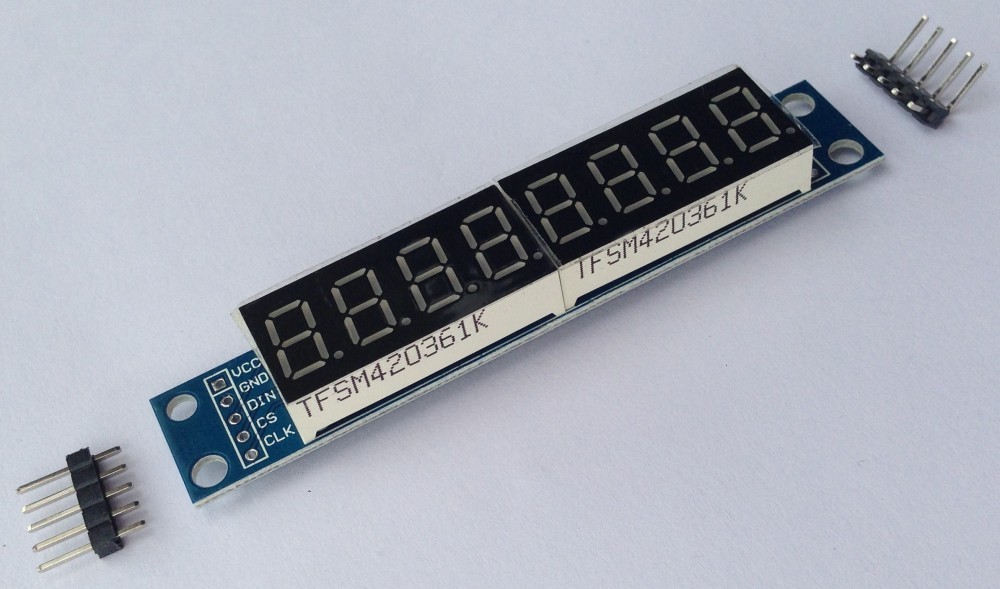 VCC
GND
DIN
CS
CLK
TFSM420361K
TFSM420361K